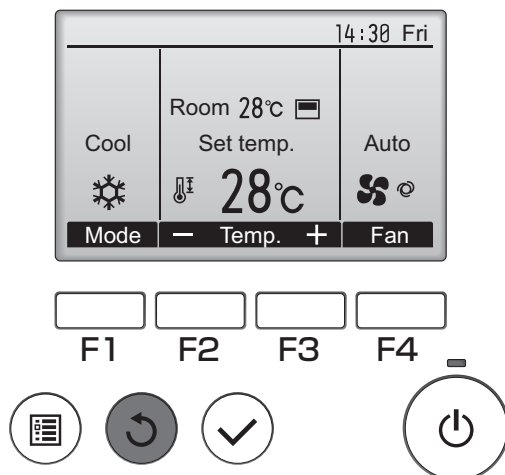 14:30 Fri
Room 28℃
Cool Set temp. Auto
28℃
Mode − Temp. + Fan
F1 F2 F3 F4